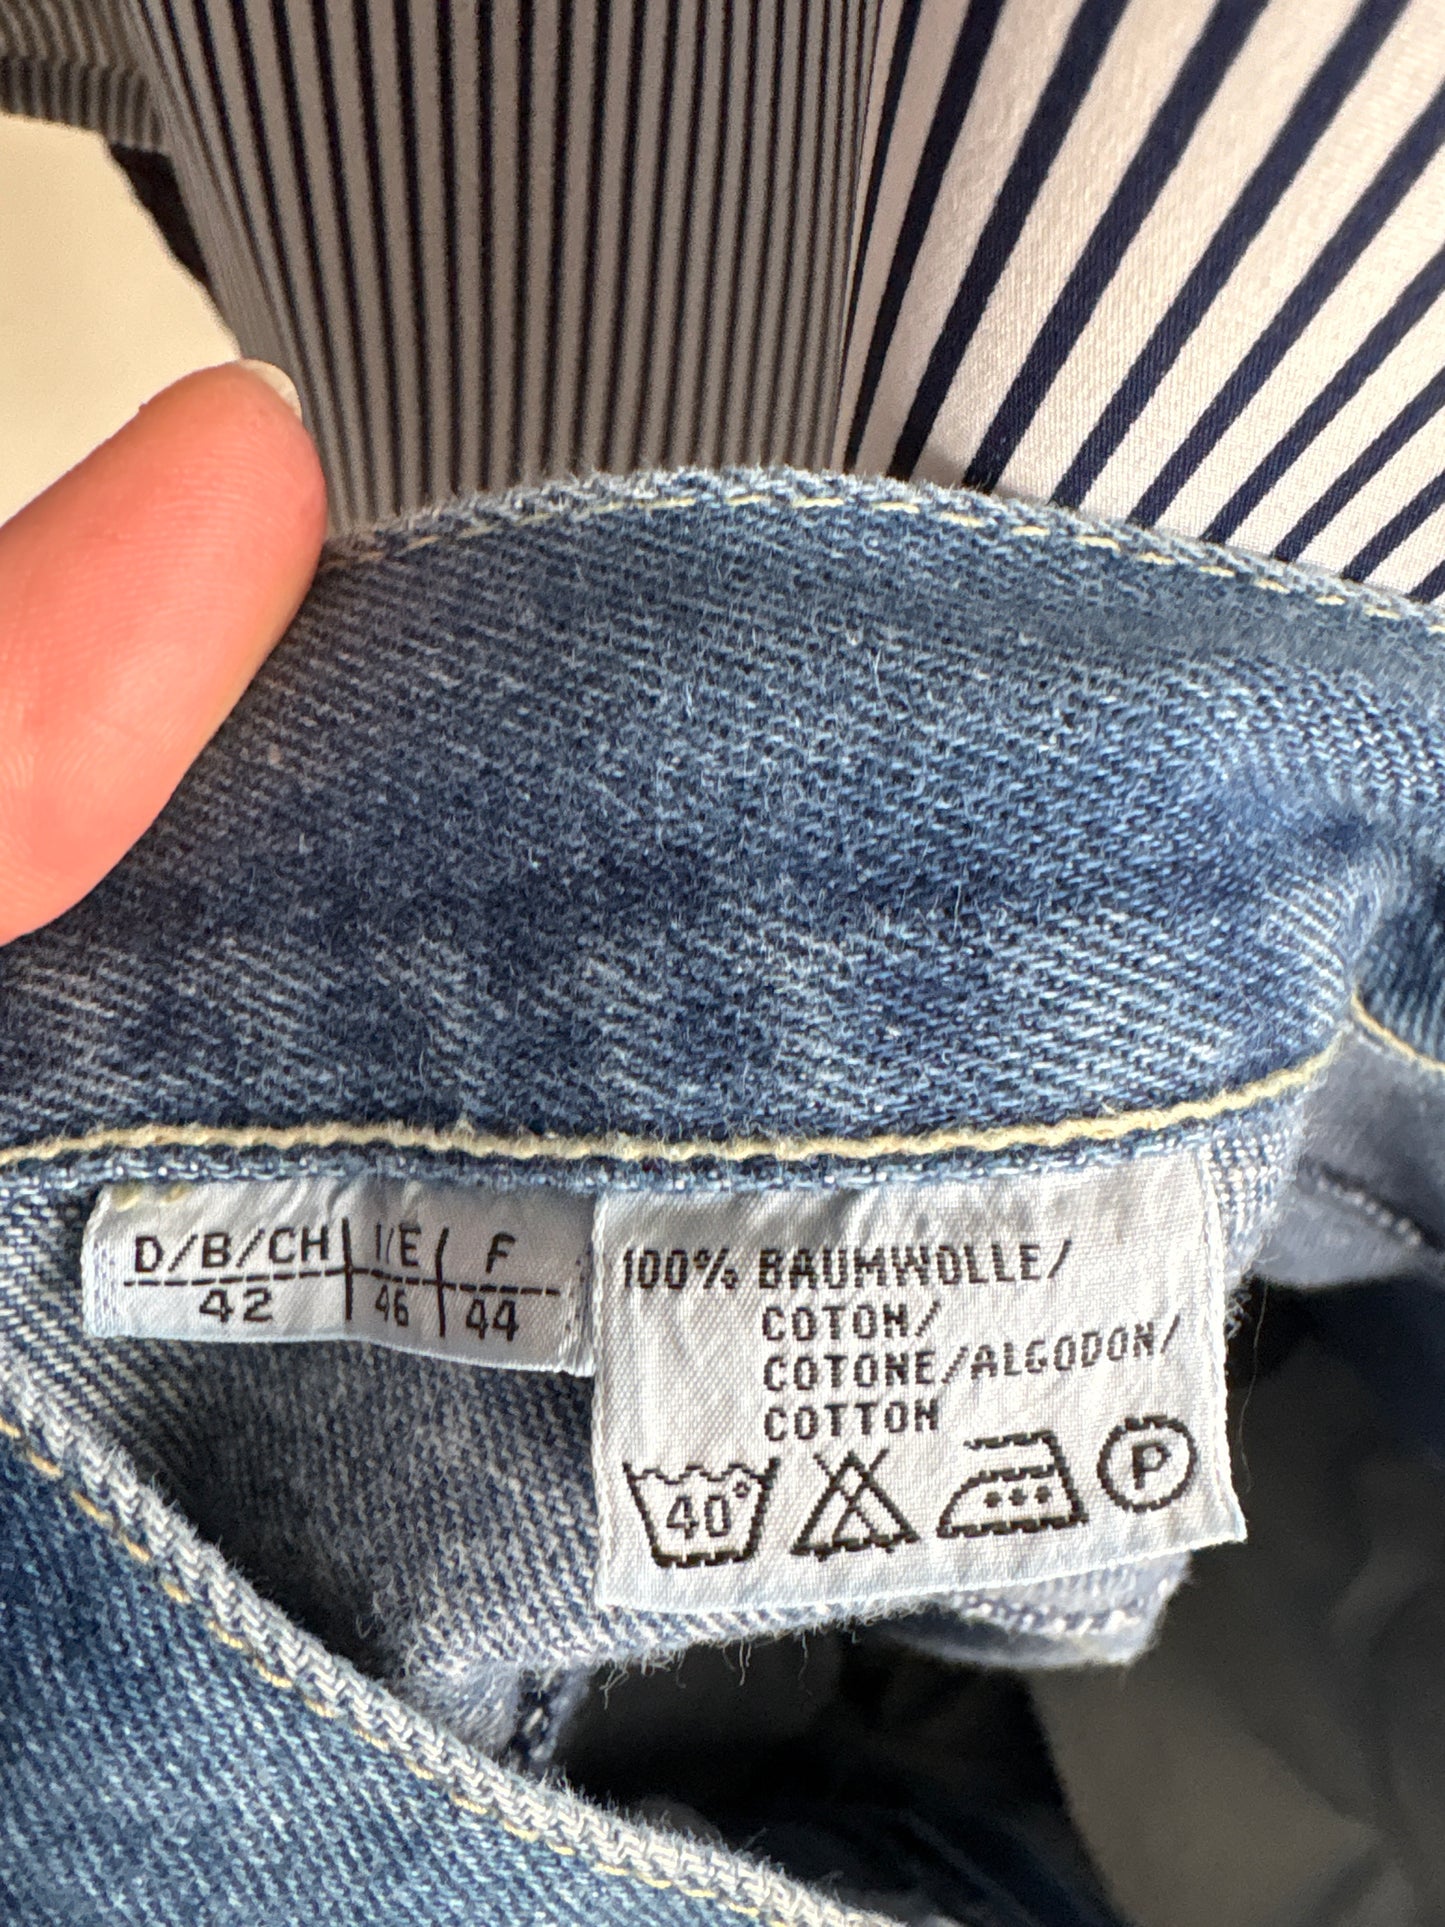 D/B/CH I/E F
42 46 44
100% BAUMWOLLE/
COTON/
COTONE/ALGODON/
COTTON
40°
P